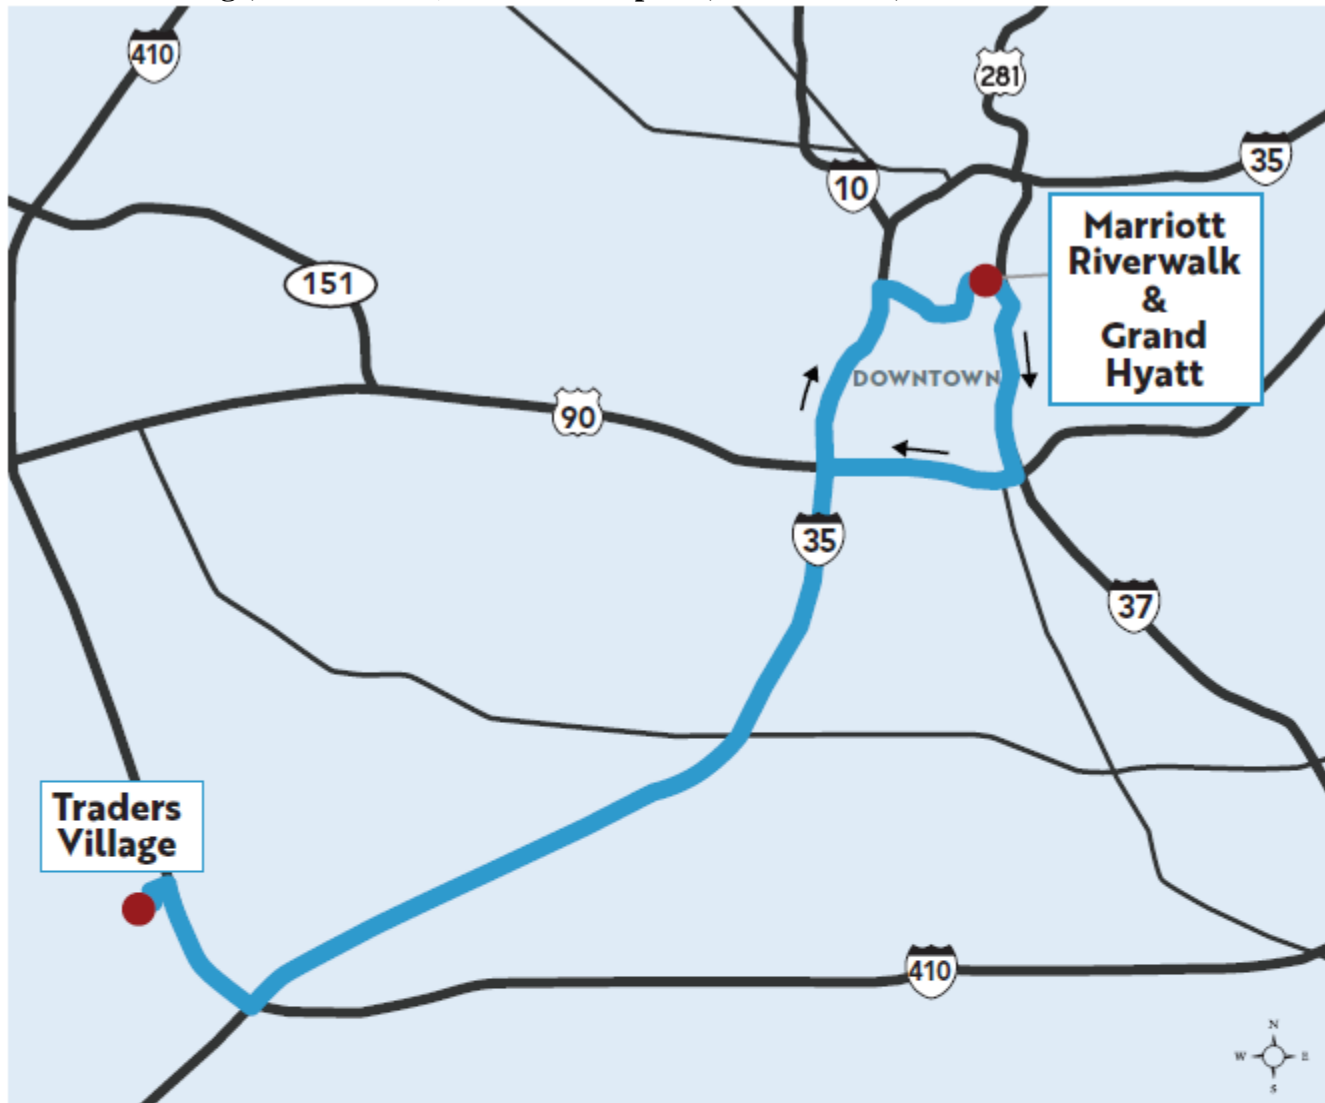 410
281
35
10
Marriott
Riverwalk
&
Grand
Hyatt
151
DOWNTOWN
90
35
37
Traders
Village
410
N
W E
S